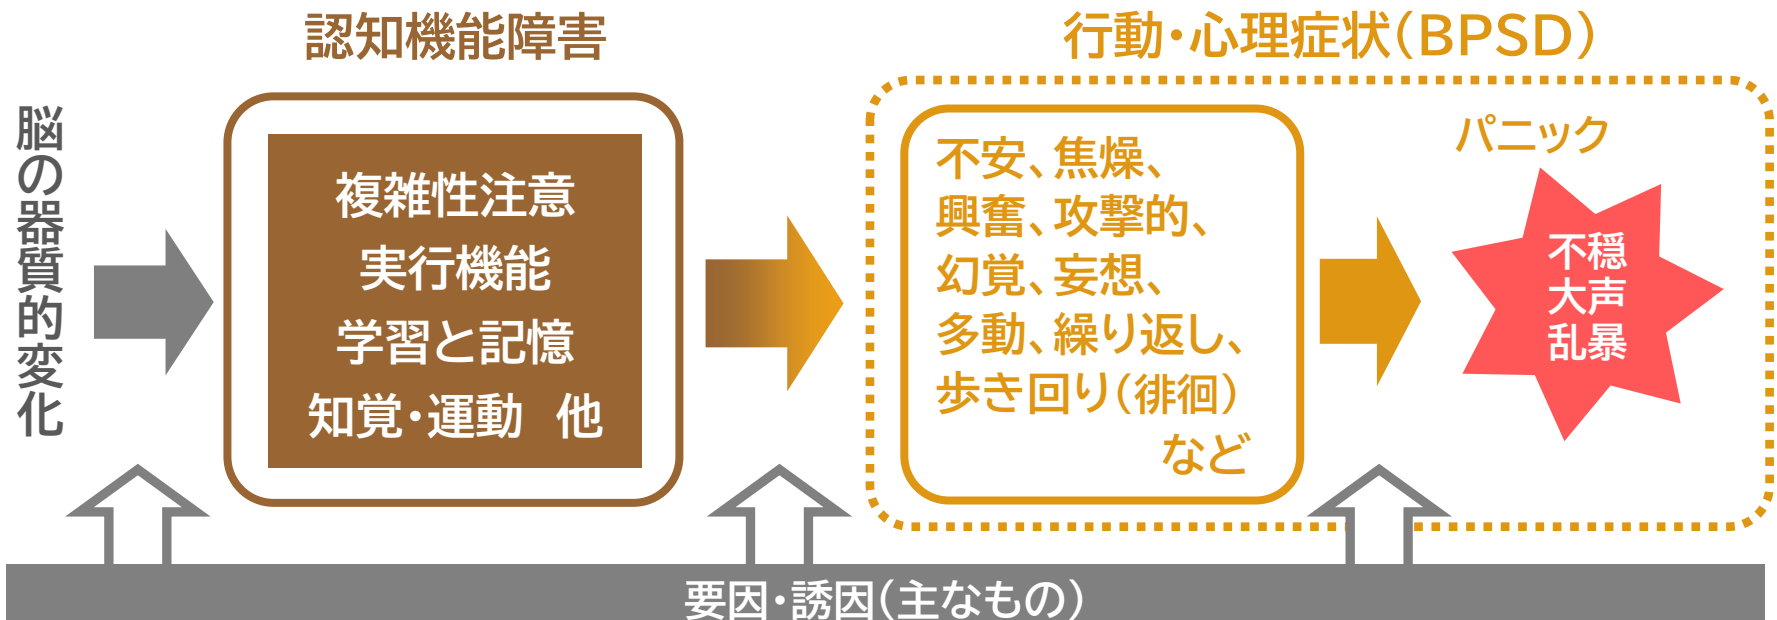 認知機能障害
行動・心理症状（BPSD）
脳の器質的変化
複雑性注意
実行機能
学習と記憶
知覚・運動　他
不安、焦燥、
興奮、攻撃的、
幻覚、妄想、
多動、繰り返し、
歩き回り（徘徊）
など
パニック
不穏
大声
乱暴
要因・誘因（主なもの）